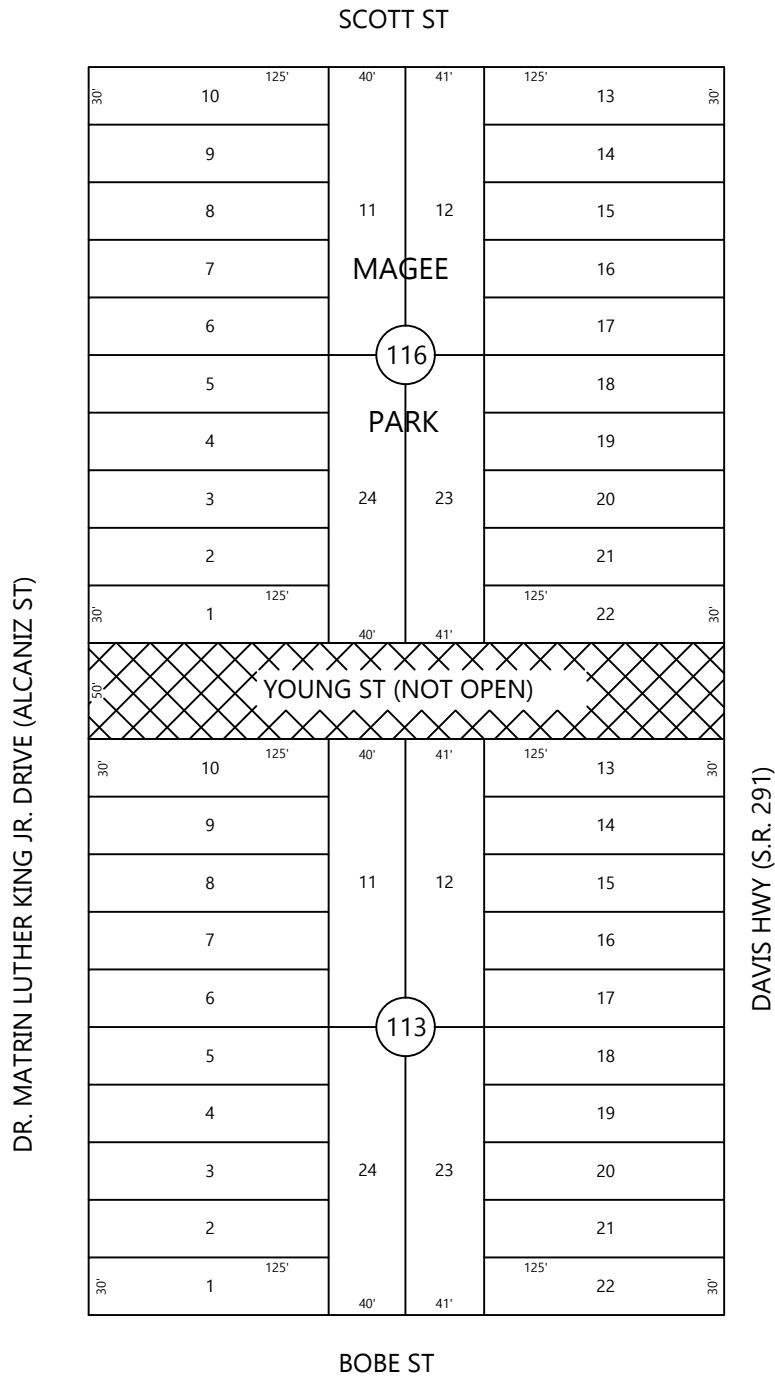 SCOTT ST
125' 40' 41' 125'
30' 10 13 30'
9 14
8 11 12 15
MAGEE
7 16
6 17
116
5 18
PARK
4 19
3 24 23 20
2 21
125' 125'
30' 1 22 30'
40' 41'
50' YOUNG ST (NOT OPEN)
125' 40' 41' 125'
30' 10 13 30'
9 14
8 11 12 15
7 16
6 17
113
5 18
4 19
3 24 23 20
2 21
125' 125'
30' 1 22 30'
40' 41'
BOBE ST
DR. MATRIN LUTHER KING JR. DRIVE (ALCANIZ ST)
DAVIS HWY (S.R. 291)